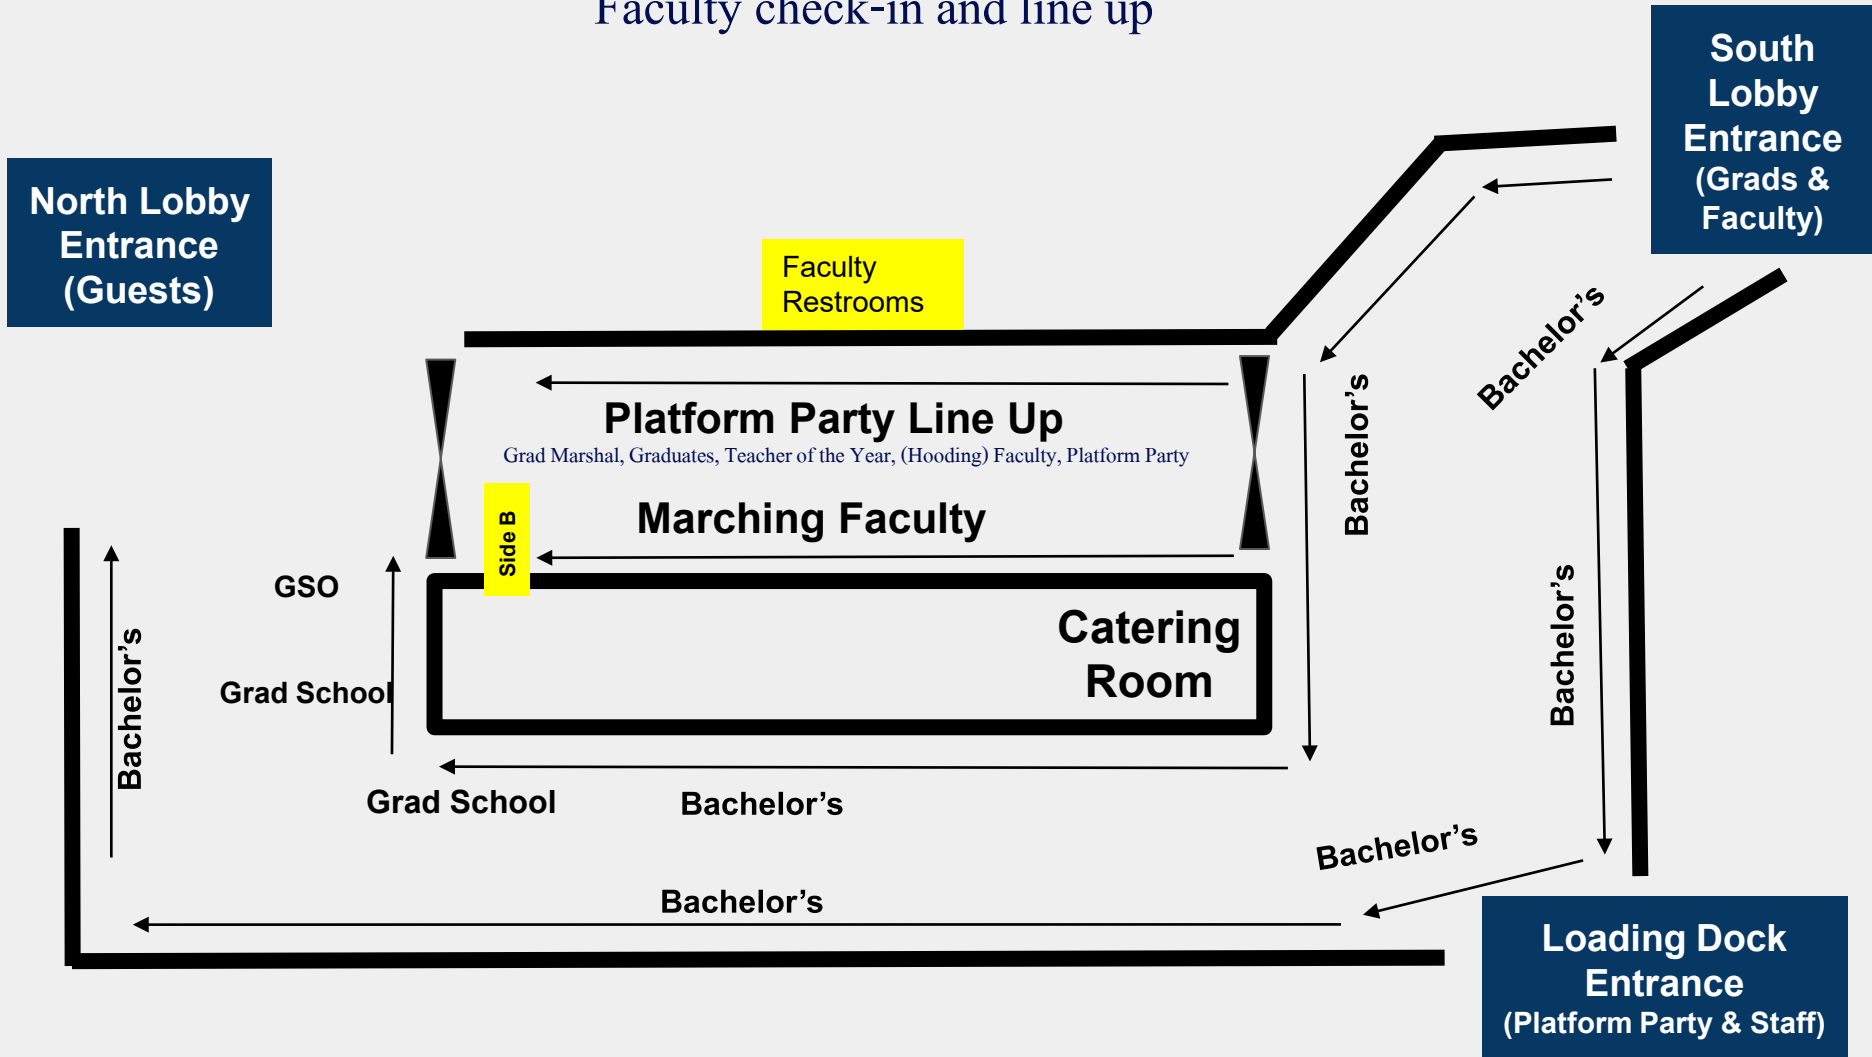 Faculty check-in and line up
South
Lobby
Entrance
(Grads &
Faculty)
North Lobby
Entrance
(Guests)
Faculty
Restrooms
Bachelor's
Platform Party Line Up
Grad Marshal, Graduates, Teacher of the Year, (Hooding) Faculty, Platform Party
Bachelor's
Marching Faculty
Side B
GSO
Bachelor's
Catering
Room
Grad School
Bachelor's
Grad School
Bachelor's
Bachelor's
Bachelor's
Loading Dock
Entrance
(Platform Party & Staff)